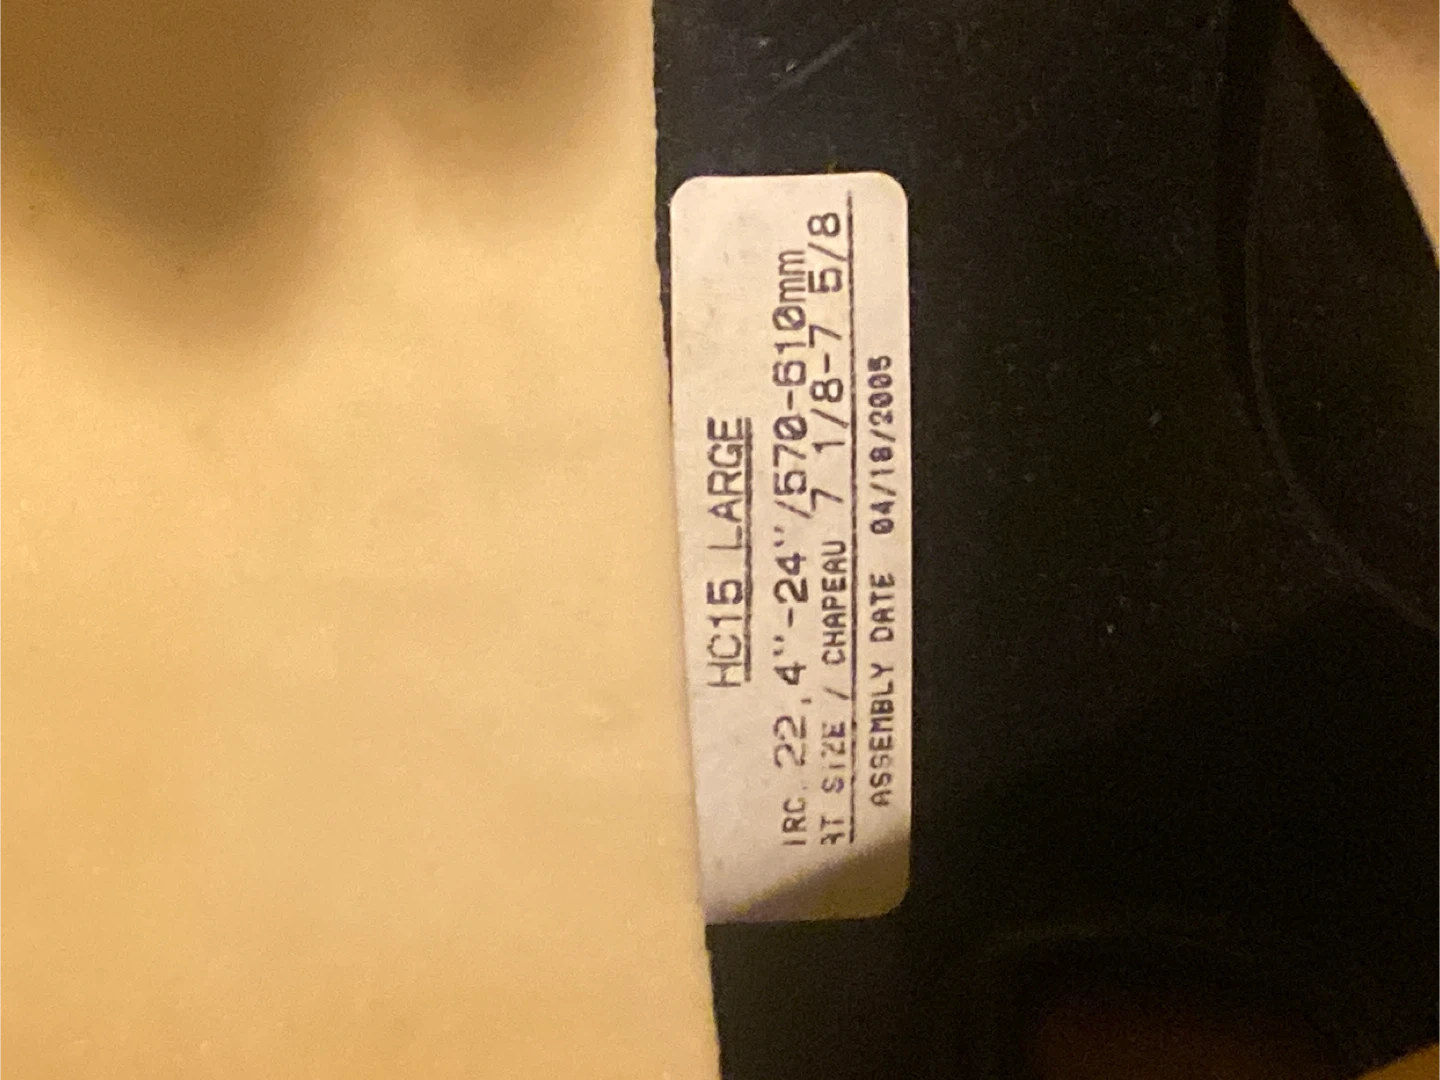 HC15 LARGE
IRC. 22.4"-24"/570-610mm
AT SIZE / CHAPEAU 7 1/8-7 5/8
ASSEMBLY DATE 04/18/2005